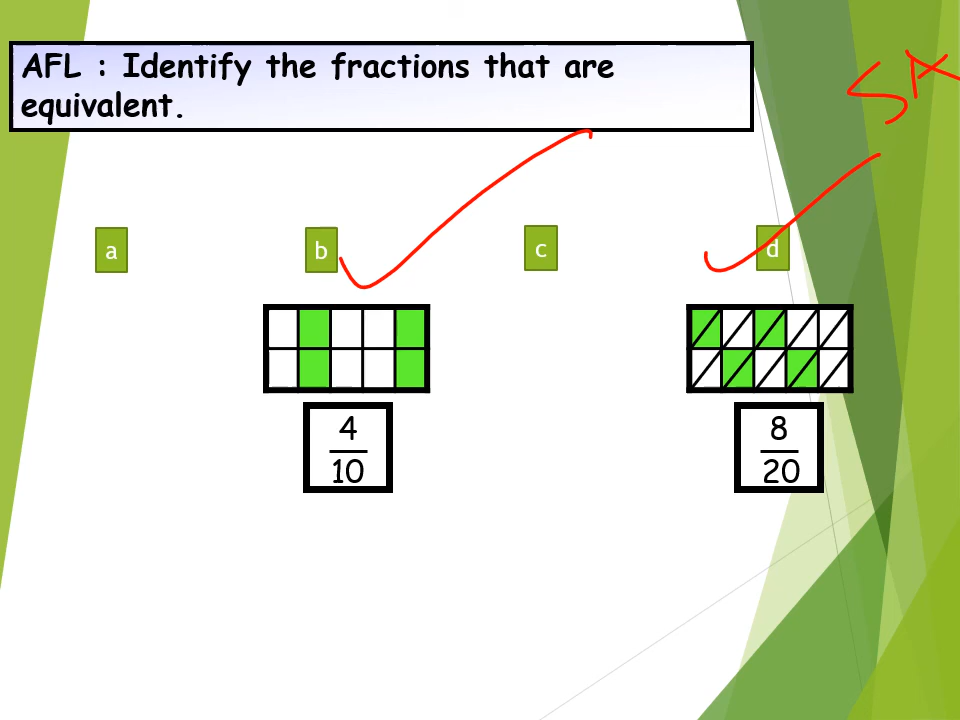 AFL : Identify the fractions that are
equivalent.
SA
a b c d
4
10
8
20